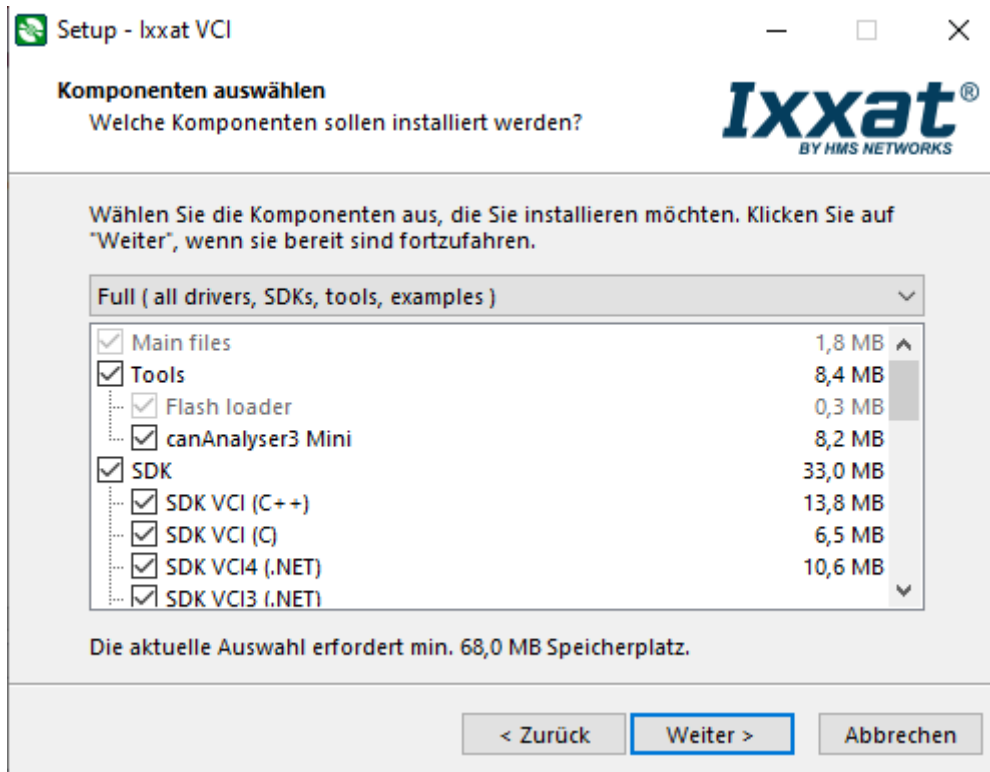 Setup - Ixxat VCI
Komponenten auswählen
Welche Komponenten sollen installiert werden?
Ixxat®
BY HMS NETWORKS
Wählen Sie die Komponenten aus, die Sie installieren möchten. Klicken Sie auf
"Weiter", wenn sie bereit sind fortzufahren.
Full ( all drivers, SDKs, tools, examples )
Main files 1,8 MB
Tools 8,4 MB
Flash loader 0,3 MB
canAnalyser3 Mini 8,2 MB
SDK 33,0 MB
SDK VCI (C++) 13,8 MB
SDK VCI (C) 6,5 MB
SDK VCI4 (.NET) 10,6 MB
SDK VCI3 (.NET)
Die aktuelle Auswahl erfordert min. 68,0 MB Speicherplatz.
< Zurück Weiter > Abbrechen